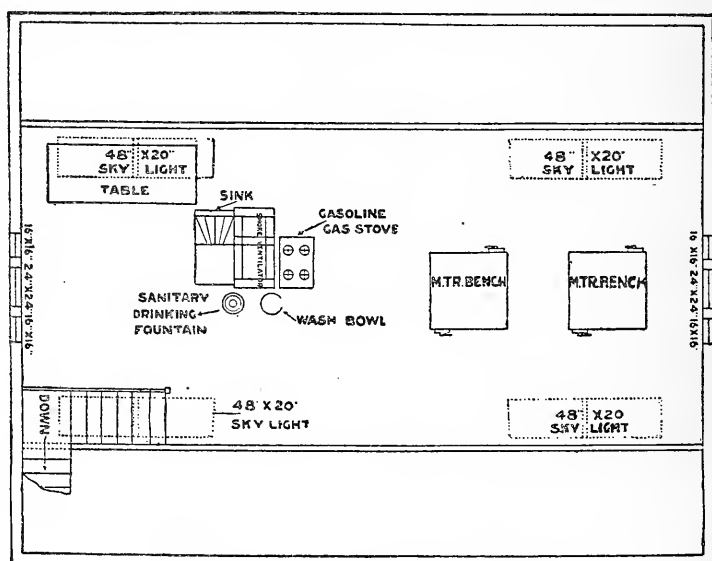 48" X20"
SKY LIGHT
TABLE
48" X20"
SKY LIGHT
SINK
SMOKE VENTILATOR
GASOLINE
GAS STOVE
16"X16" 24"X24" 16"X16"
M.TR.BENCH
M.TR.BENCH
16"X16" 24"X24" 16"X16"
SANITARY
DRINKING
FOUNTAIN
WASH BOWL
DOWN
48" X 20"
SKY LIGHT
48" X20
SKY LIGHT